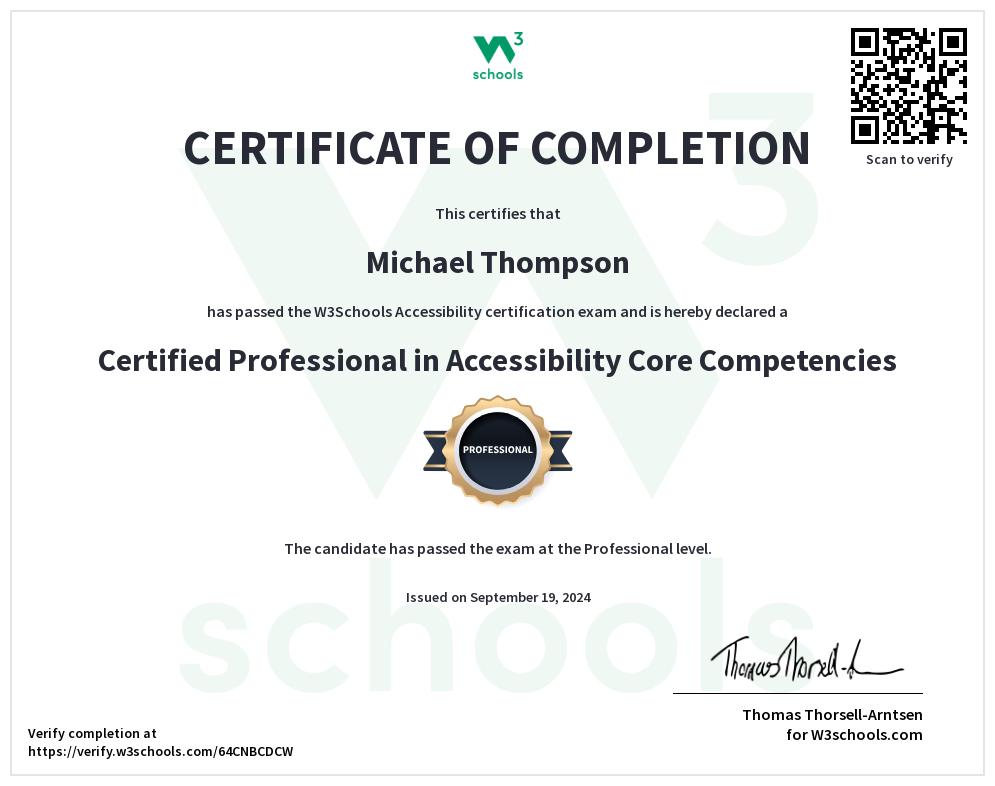 W3
schools
Scan to verify
CERTIFICATE OF COMPLETION
This certifies that
Michael Thompson
has passed the W3Schools Accessibility certification exam and is hereby declared a
Certified Professional in Accessibility Core Competencies
PROFESSIONAL
The candidate has passed the exam at the Professional level.
Issued on September 19, 2024
Thomas Thorsell-A
Thomas Thorsell-Arntsen
for W3schools.com
Verify completion at
https://verify.w3schools.com/64CNBCDCW
W3
schools